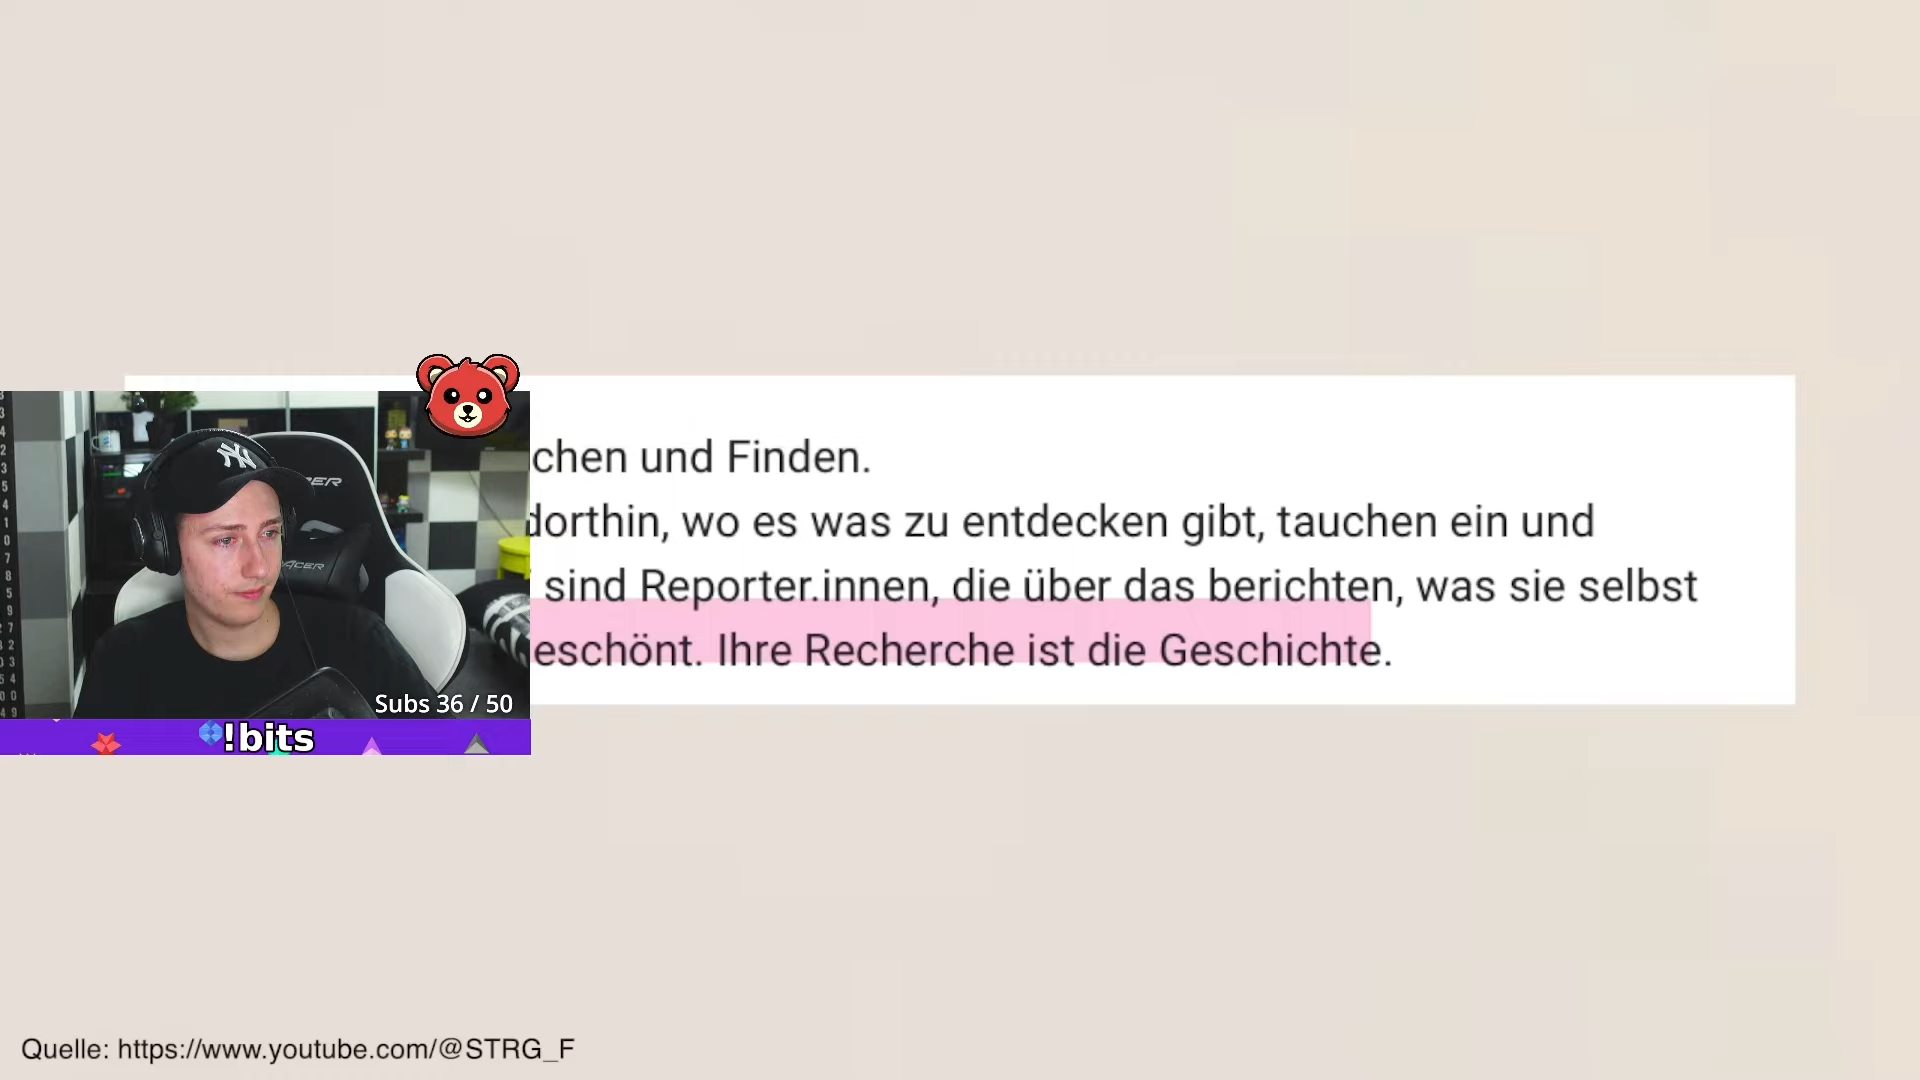 chen und Finden.
dorthin, wo es was zu entdecken gibt, tauchen ein und
sind Reporter.innen, die über das berichten, was sie selbst
eschönt. Ihre Recherche ist die Geschichte.
Subs 36 / 50
!bits
Quelle: https://www.youtube.com/@STRG_F